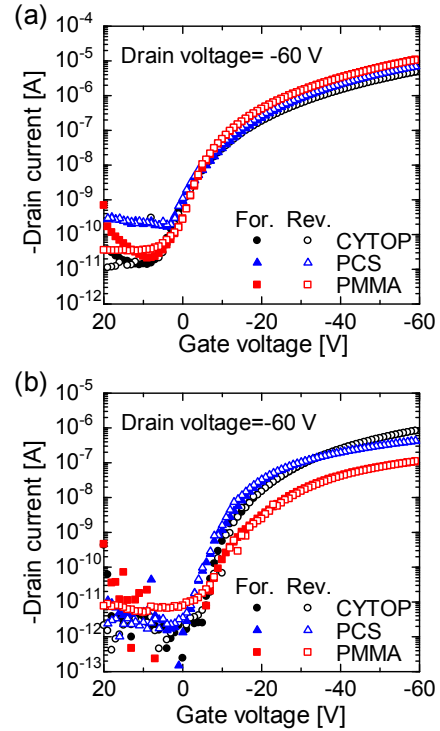 (a)
Drain voltage= -60 V
10⁻⁴
10⁻⁵
10⁻⁶
10⁻⁷
10⁻⁸
10⁻⁹
10⁻¹⁰
10⁻¹¹
10⁻¹²
-Drain current [A]
For. Rev.
CYTOP
PCS
PMMA
20 0 -20 -40 -60
Gate voltage [V]
(b)
Drain voltage=-60 V
10⁻⁵
10⁻⁶
10⁻⁷
10⁻⁸
10⁻⁹
10⁻¹⁰
10⁻¹¹
10⁻¹²
10⁻¹³
-Drain current [A]
For. Rev.
CYTOP
PCS
PMMA
20 0 -20 -40 -60
Gate voltage [V]